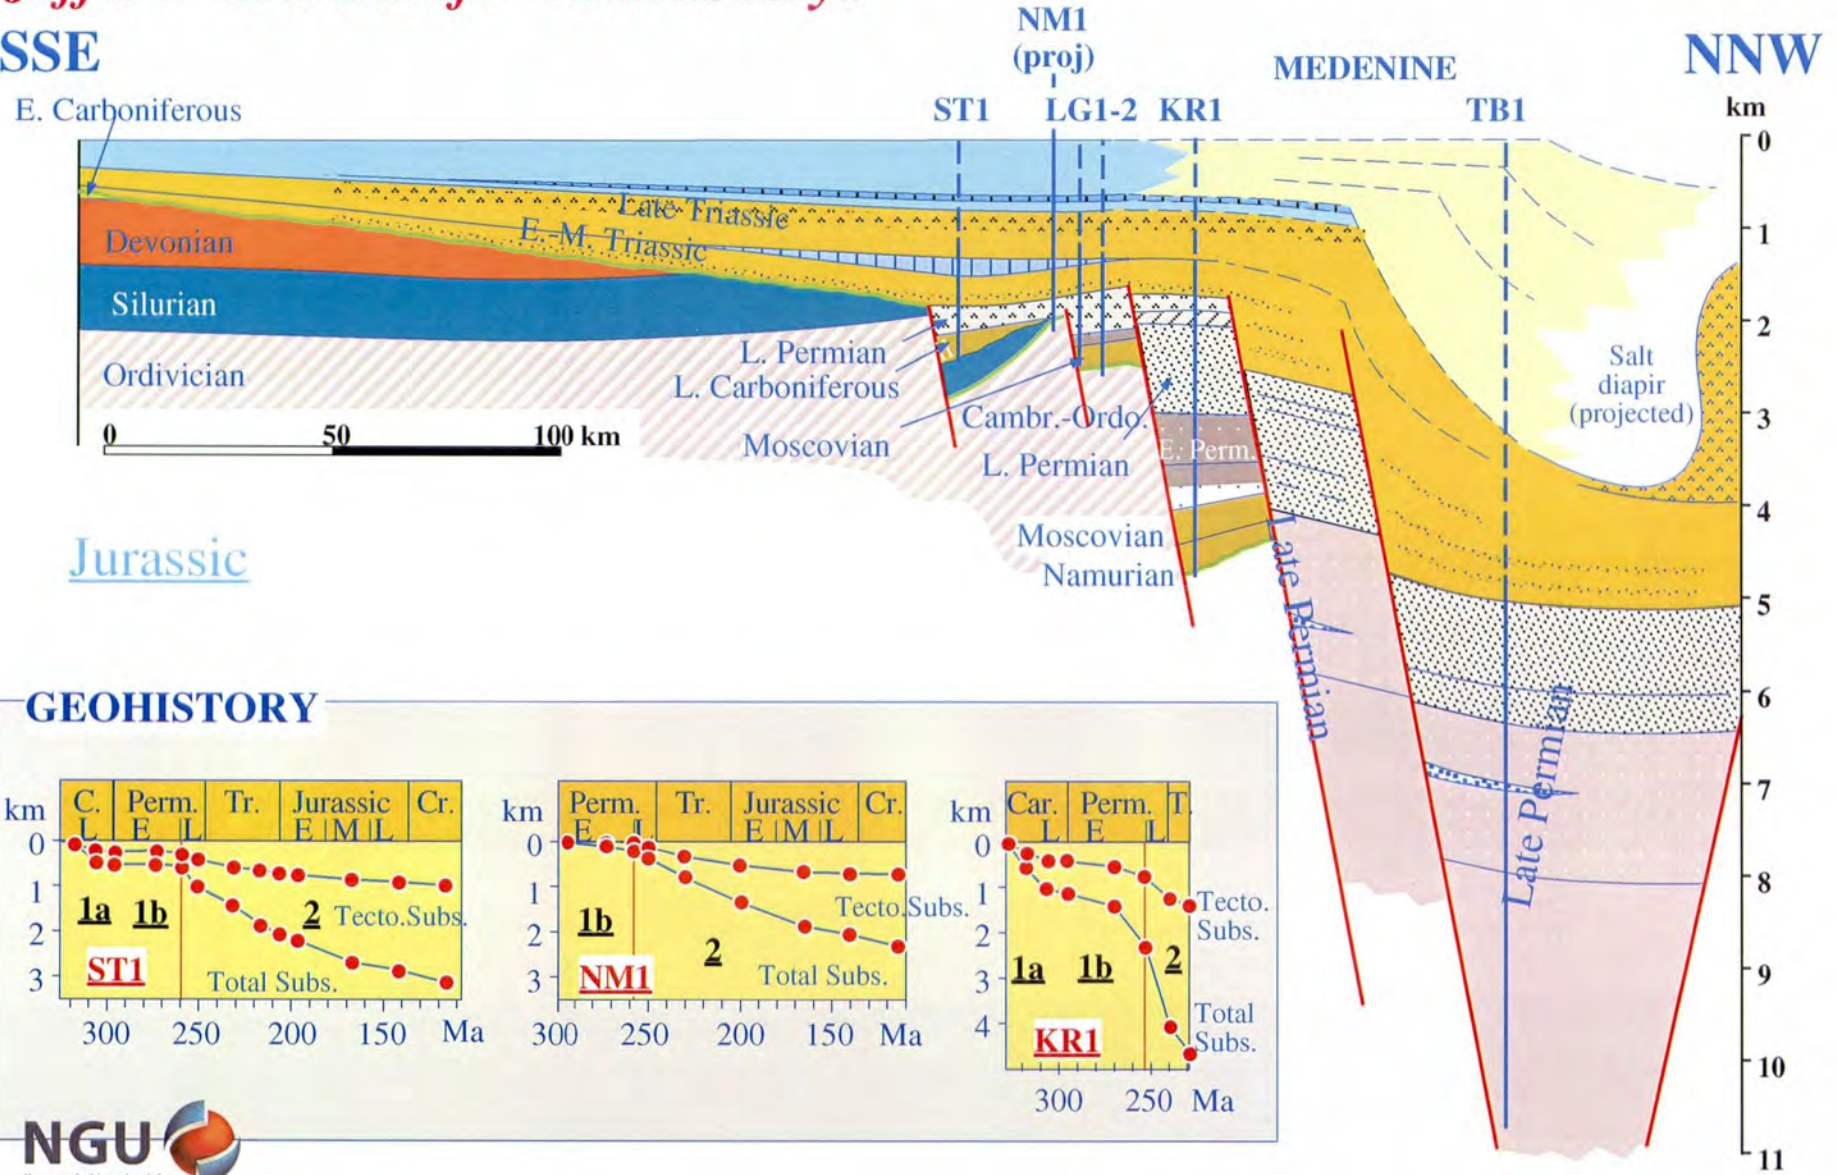 SSE
NM1
(proj)
MEDENINE
NNW
E. Carboniferous
ST1
LG1-2
KR1
TB1
km
0
1
2
3
4
5
6
7
8
9
10
11
Late Triassic
E.-M. Triassic
Devonian
Silurian
Ordivician
L. Permian
L. Carboniferous
Moscovian
Cambr.-Ordo.
L. Permian
E. Perm.
Moscovian
Namurian
Salt
diapir
(projected)
0 50 100 km
Jurassic
Late Permian
Late Permian
GEOHISTORY
km
C. Perm. Tr. Jurassic Cr.
L E L E M L
0
1
2
3
1a 1b 2 Tecto.Subs.
ST1
Total Subs.
300 250 200 150 Ma
km
Perm. Tr. Jurassic Cr.
E L E M L
0
1
2
3
1b
2
Tecto.Subs.
NM1
Total Subs.
300 250 200 150 Ma
km
Car. Perm. T.
L E L
0
1
2
3
4
Tecto.
Subs.
1a 1b 2
Total
Subs.
KR1
300 250 Ma
NGU